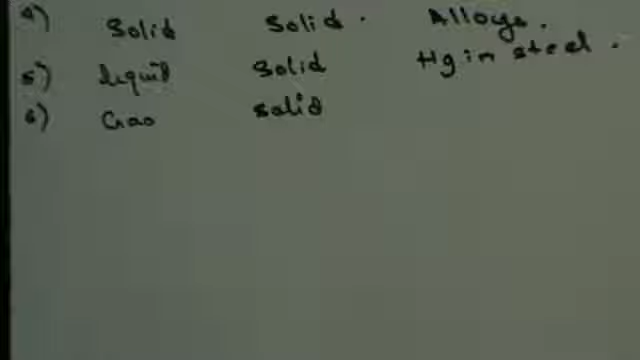 4) Solid Solid. Alloys.
5) liquid Solid Hg in steel.
6) Gas Solid